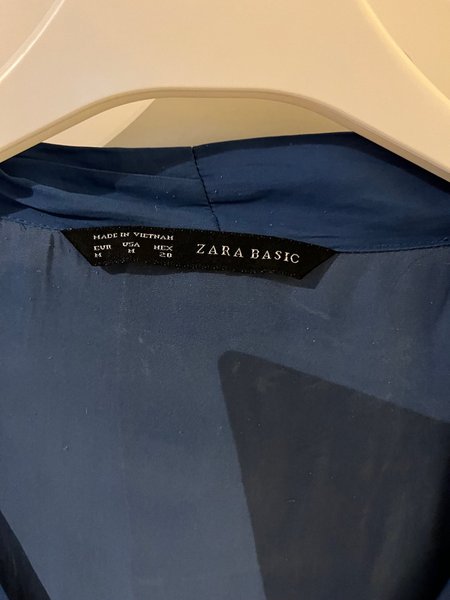 MADE IN VIETNAM
EUR USA MEX
M M 28
ZARA BASIC